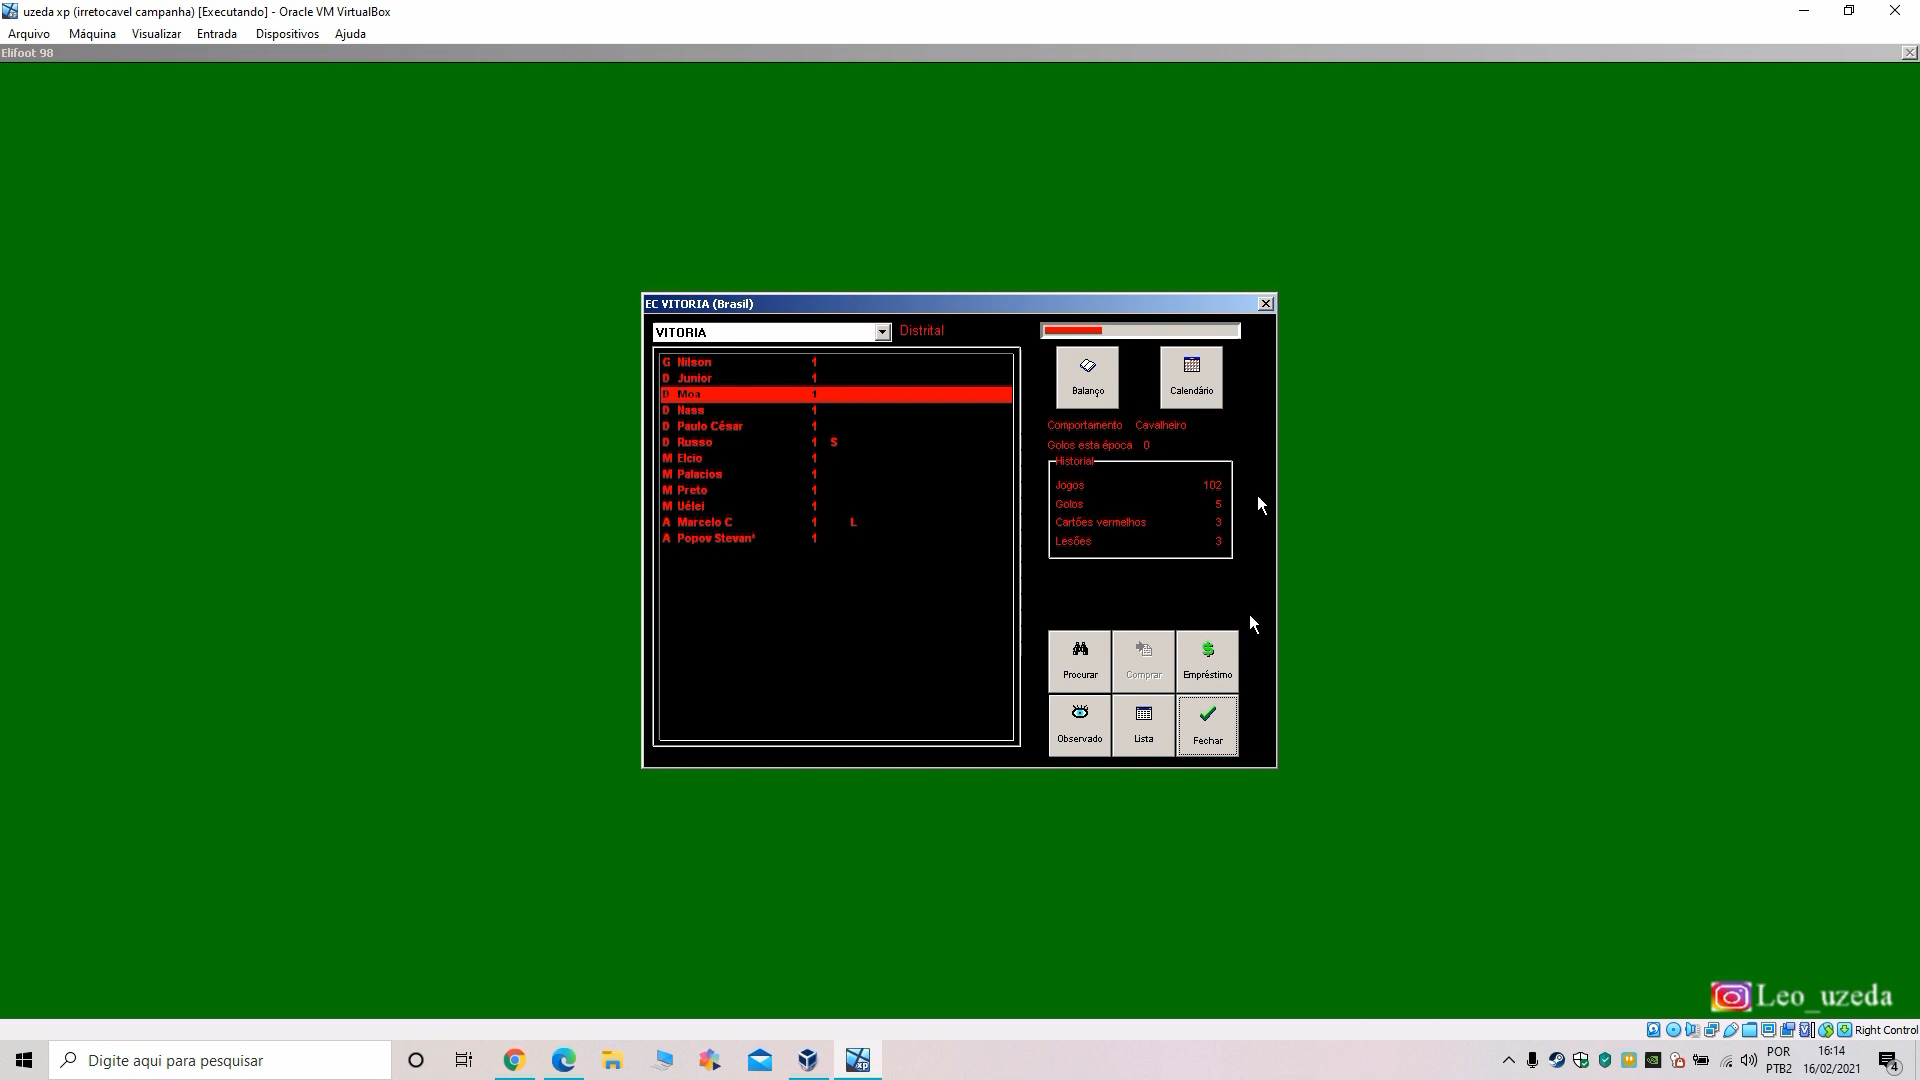 uzeda xp (irretocavel campanha) [Executando] - Oracle VM VirtualBox
Arquivo Máquina Visualizar Entrada Dispositivos Ajuda
Elifoot 98
EC VITORIA (Brasil)
VITORIA Distrital
G Nilson 1
D Junior 1
D Moa 1
D Nass 1
D Paulo César 1
D Russo 1 S
M Elcio 1
M Palacios 1
M Preto 1
M Uélei 1
A Marcelo C 1 L
A Popov Stevan* 1
Balanço Calendário
Comportamento Cavalheiro
Golos esta época 0
Historial
Jogos 102
Golos 5
Cartões vermelhos 3
Lesões 3
Procurar Comprar Empréstimo
Observado Lista Fechar
Leo_uzeda
Right Control
Digite aqui para pesquisar
xp
POR
PTB2
16:14
16/02/2021
4